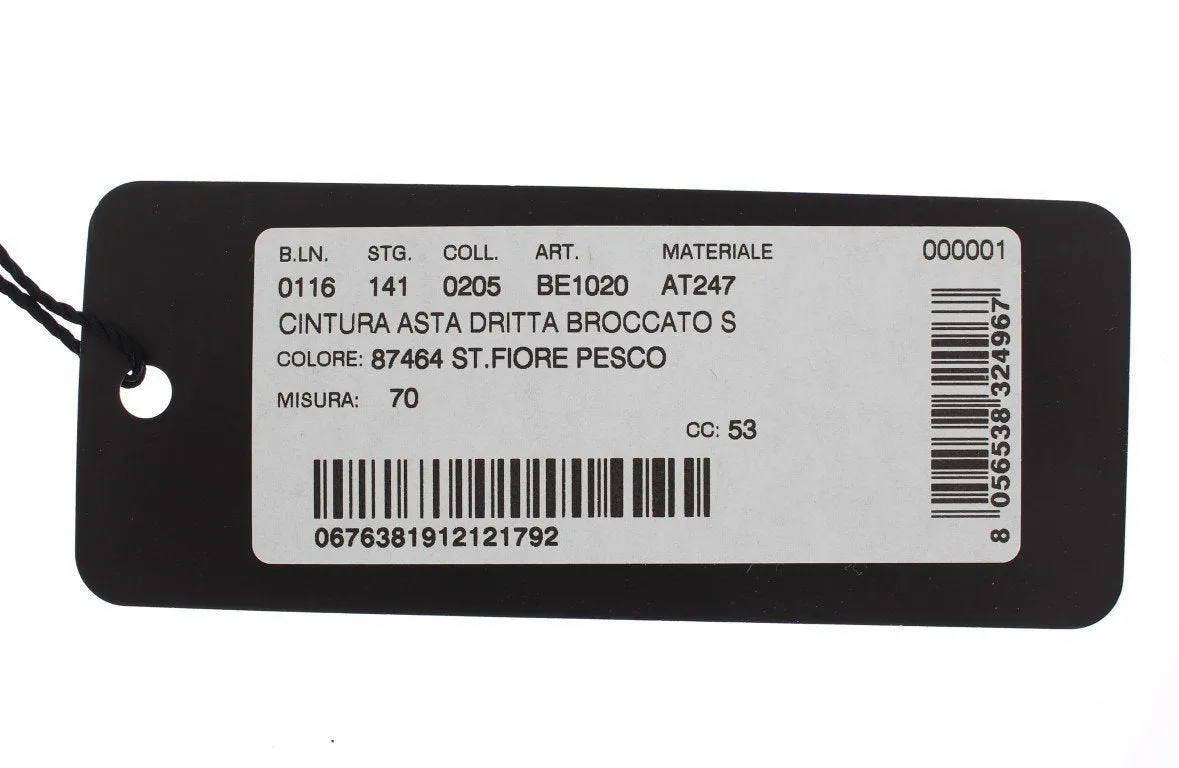 B.LN. STG. COLL. ART. MATERIALE 000001
0116 141 0205 BE1020 AT247
CINTURA ASTA DRITTA BROCCATO S
COLORE: 87464 ST.FIORE PESCO
MISURA: 70
CC: 53
0676381912121792
8 056538 324967